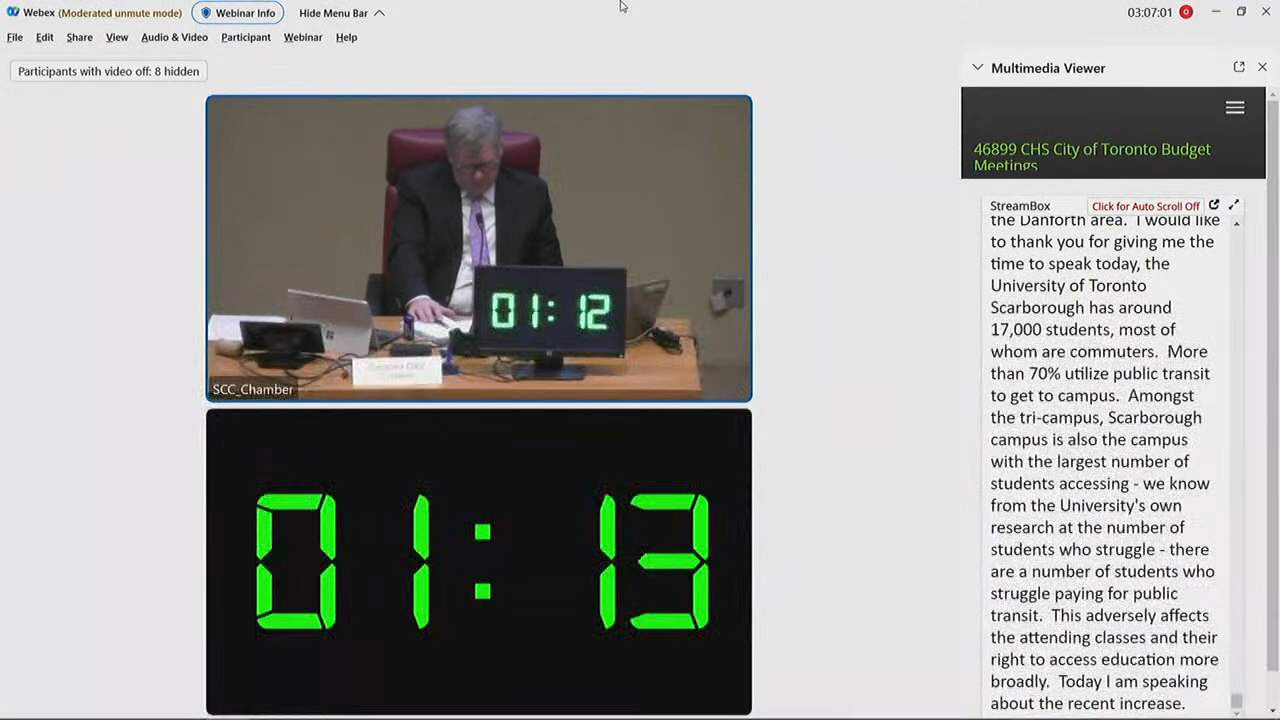 Webex (Moderated unmute mode) Webinar Info Hide Menu Bar 03:07:01
File Edit Share View Audio & Video Participant Webinar Help
Participants with video off: 8 hidden
01:12
SCC_Chamber
01:13
Multimedia Viewer
46899 CHS City of Toronto Budget
Meetings
StreamBox Click for Auto Scroll Off
the Danforth area. I would like
to thank you for giving me the
time to speak today, the
University of Toronto
Scarborough has around
17,000 students, most of
whom are commuters. More
than 70% utilize public transit
to get to campus. Amongst
the tri-campus, Scarborough
campus is also the campus
with the largest number of
students accessing - we know
from the University's own
research at the number of
students who struggle - there
are a number of students who
struggle paying for public
transit. This adversely affects
the attending classes and their
right to access education more
broadly. Today I am speaking
about the recent increase.